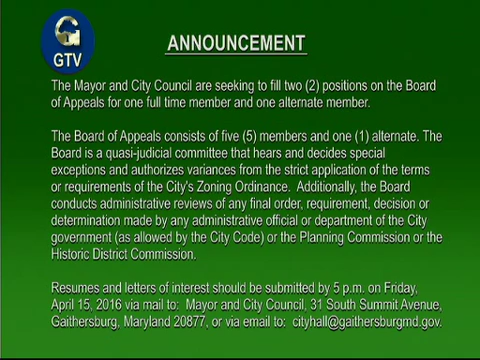 GTV
ANNOUNCEMENT
The Mayor and City Council are seeking to fill two (2) positions on the Board
of Appeals for one full time member and one alternate member.
The Board of Appeals consists of five (5) members and one (1) alternate. The
Board is a quasi-judicial committee that hears and decides special
exceptions and authorizes variances from the strict application of the terms
or requirements of the City's Zoning Ordinance. Additionally, the Board
conducts administrative reviews of any final order, requirement, decision or
determination made by any administrative official or department of the City
government (as allowed by the City Code) or the Planning Commission or the
Historic District Commission.
Resumes and letters of interest should be submitted by 5 p.m. on Friday,
April 15, 2016 via mail to: Mayor and City Council, 31 South Summit Avenue,
Gaithersburg, Maryland 20877, or via email to: cityhall@gaithersburgmd.gov.